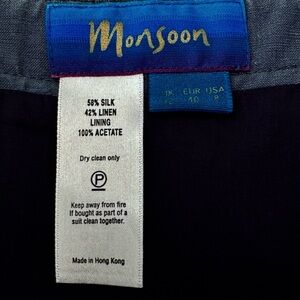 Monsoon
UK EUR USA
12 40 8
58% SILK
42% LINEN
LINING
100% ACETATE
Dry clean only
P
Keep away from fire
If bought as part of a
suit clean together.
Made in Hong Kong